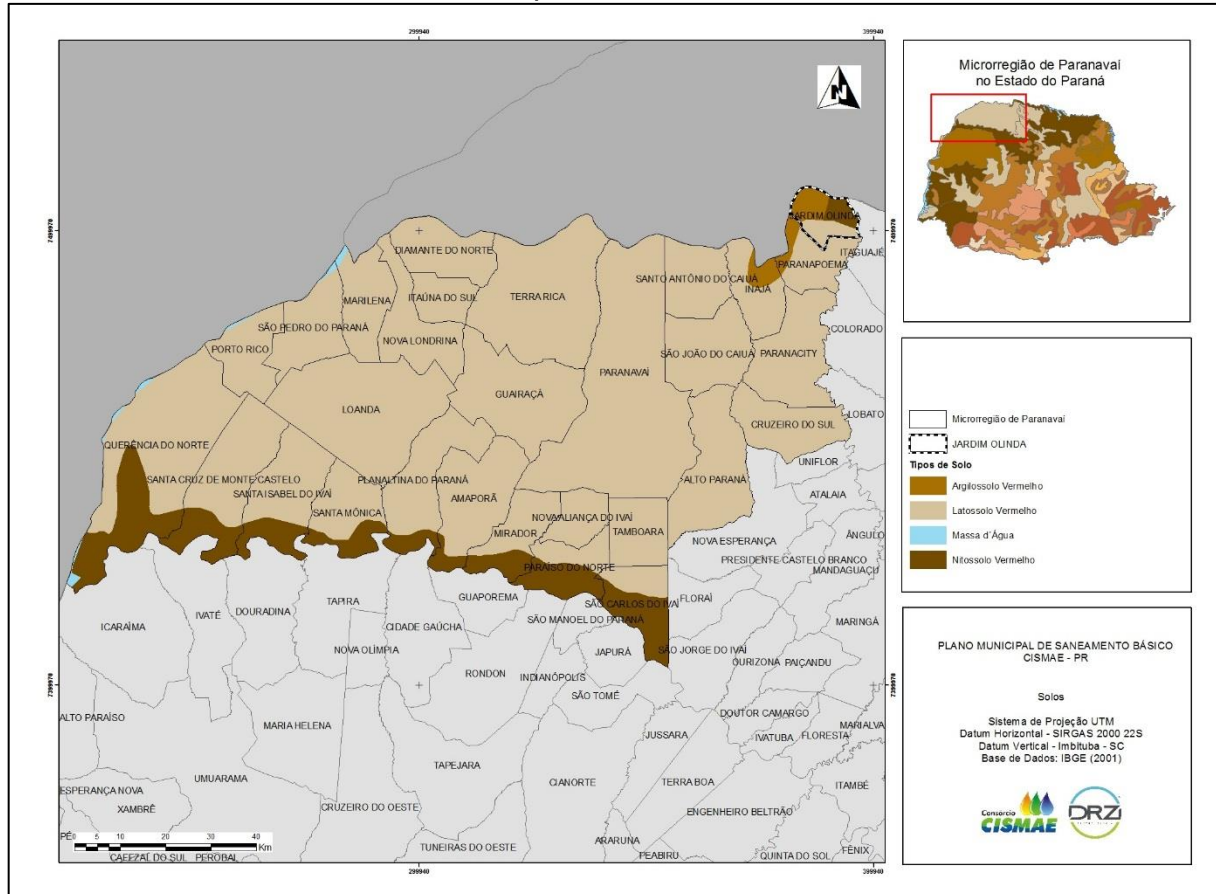 299940
399940
7499978
7499978
N
JARDIM OLINDA
ITAGUAJÉ
DIAMANTE DO NORTE
PARANAPOEMA
SANTO ANTÔNIO DO CAIUÁ
INAJÁ
MARILENA
ITAÚNA DO SUL
TERRA RICA
SÃO PEDRO DO PARANÁ
COLORADO
PORTO RICO
NOVA LONDRINA
SÃO JOÃO DO CAIUÁ
PARANACITY
PARANAVAÍ
GUAIRAÇÁ
LOANDA
LOBATO
CRUZEIRO DO SUL
QUERÊNCIA DO NORTE
UNIFLOR
SANTA CRUZ DE MONTE CASTELO
PLANALTINA DO PARANÁ
ALTO PARANÁ
SANTA ISABEL DO IVAÍ
ATALAIA
AMAPORÃ
SANTA MÔNICA
NOVA ALIANÇA DO IVAÍ
MIRADOR
TAMBOARA
ÂNGULO
NOVA ESPERANÇA
PRESIDENTE CASTELO BRANCO
MANDAGUAÇU
PARAÍSO DO NORTE
GUAPOREMA
FLORAÍ
TAPIRA
SÃO CARLOS DO IVAÍ
IVATÉ
DOURADINA
SÃO MANOEL DO PARANÁ
MARINGÁ
ICARAÍMA
CIDADE GAÚCHA
NOVA OLÍMPIA
JAPURÁ
SÃO JORGE DO IVAÍ
OURIZONA
PAIÇANDU
RONDON
INDIANÓPOLIS
SÃO TOMÉ
7399978
7399978
ALTO PARAÍSO
MARIA HELENA
DOUTOR CAMARGO
MARIALVA
JUSSARA
IVATUBA
FLORESTA
UMUARAMA
TAPEJARA
CIANORTE
TERRA BOA
ITAMBÉ
ESPERANÇA NOVA
XAMBRÊ
CRUZEIRO DO OESTE
ENGENHEIRO BELTRÃO
PÉ
0 5 10 20 30 40
Km
ARARUNA
TUNEIRAS DO OESTE
FÊNIX
CAFEZAL DO SUL
PEROBAL
PEABIRU
QUINTA DO SOL
299940
399940
Microrregião de Paranavaí
no Estado do Paraná
Microrregião de Paranavaí
JARDIM OLINDA
Tipos de Solo
Argilossolo Vermelho
Latossolo Vermelho
Massa d´Água
Nitossolo Vermelho
PLANO MUNICIPAL DE SANEAMENTO BÁSICO
CISMAE - PR
Solos
Sistema de Projeção UTM
Datum Horizontal - SIRGAS 2000 22S
Datum Vertical - Imbituba - SC
Base de Dados: IBGE (2001)
Consórcio
CISMAE
DRZ